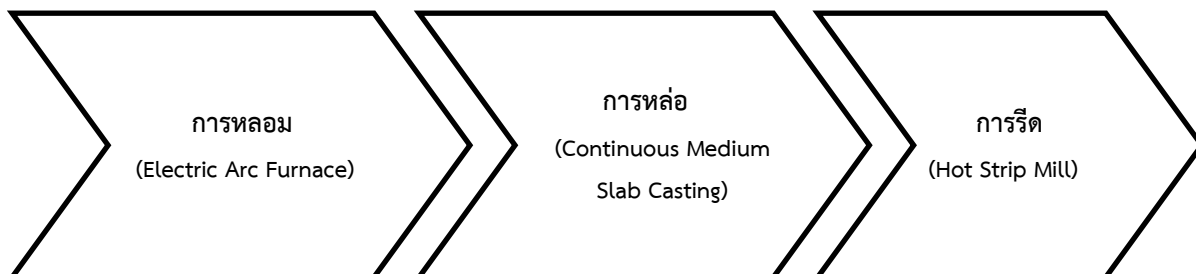 การหลอม
(Electric Arc Furnace)
การหล่อ
(Continuous Medium
Slab Casting)
การรีด
(Hot Strip Mill)